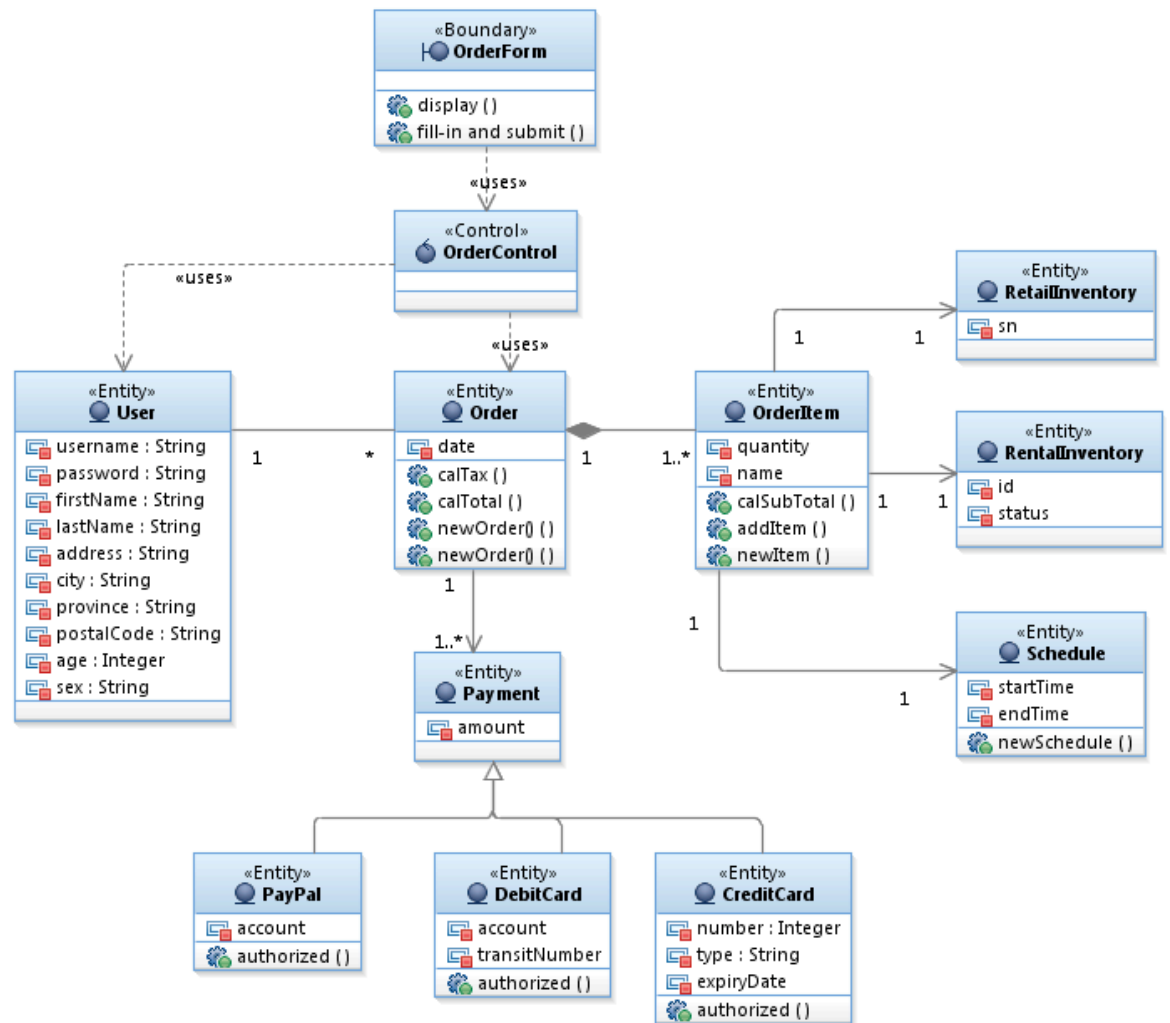 «Boundary»
OrderForm
display ( )
fill-in and submit ( )
«uses»
«Control»
OrderControl
«uses»
«uses»
«Entity»
RetailInventory
sn
1
1
«Entity»
User
username : String
password : String
firstName : String
lastName : String
address : String
city : String
province : String
postalCode : String
age : Integer
sex : String
1
*
«Entity»
Order
date
calTax ( )
calTotal ( )
newOrder() ( )
newOrder() ( )
1
1..*
«Entity»
OrderItem
quantity
name
calSubTotal ( )
addItem ( )
newItem ( )
1
1
«Entity»
RentalInventory
id
status
1
1..*
1
1
«Entity»
Schedule
startTime
endTime
newSchedule ( )
«Entity»
Payment
amount
«Entity»
PayPal
account
authorized ( )
«Entity»
DebitCard
account
transitNumber
authorized ( )
«Entity»
CreditCard
number : Integer
type : String
expiryDate
authorized ( )